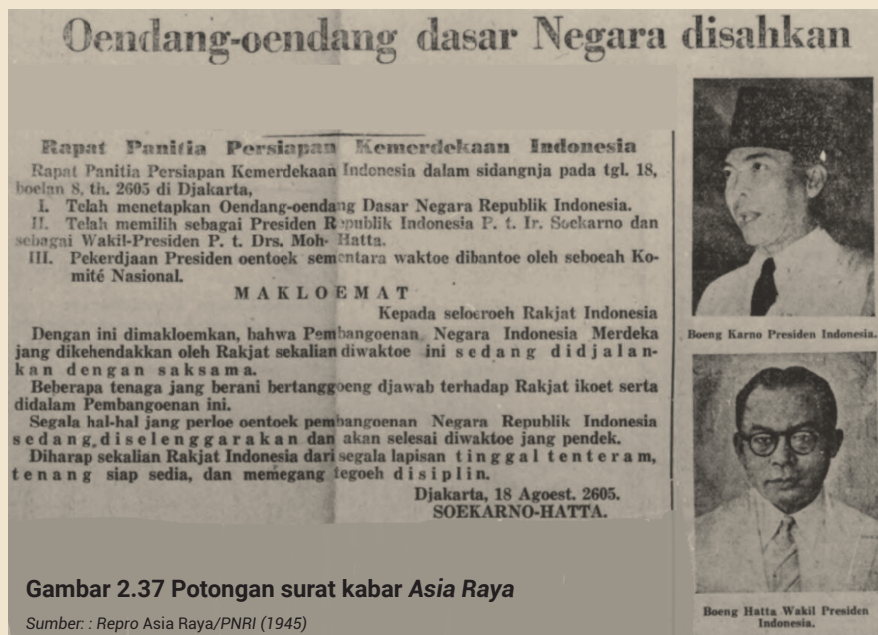 Oendang-oendang dasar Negara disahkan
Rapat Panitia Persiapan Kemerdekaan Indonesia
Rapat Panitia Persiapan Kemerdekaan Indonesia dalam sidangnja pada tgl. 18,
boelan 8, th. 2605 di Djakarta,
I. Telah menetapkan Oendang-oendang Dasar Negara Republik Indonesia.
II. Telah memilih sebagai Presiden Republik Indonesia P. t. Ir. Soekarno dan
sebagai Wakil-Presiden P. t. Drs. Moh- Hatta.
III. Pekerdjaan Presiden oentoek sementara waktoe dibantoe oleh seboeah Ko-
mité Nasional.
MAKLOEMAT
Kepada seloeroeh Rakjat Indonesia
Dengan ini dimakloemkan, bahwa Pembangoenan Negara Indonesia Merdeka
jang dikehendakkan oleh Rakjat sekalian diwaktoe ini sedang didjalan-
kan dengan saksama.
Beberapa tenaga jang berani bertanggoeng djawab terhadap Rakjat ikoet serta
didalam Pembangoenan ini.
Segala hal-hal jang perloe oentoek pembangoenan Negara Republik Indonesia
sedang diselenggarakan dan akan selesai diwaktoe jang pendek.
Diharap sekalian Rakjat Indonesia dari segala lapisan tinggal tenteram,
tenang siap sedia, dan memegang tegoeh disiplin.
Djakarta, 18 Agoest. 2605.
SOEKARNO-HATTA.
Boeng Karno Presiden Indonesia.
Boeng Hatta Wakil Presiden
Indonesia.
Gambar 2.37 Potongan surat kabar Asia Raya
Sumber: : Repro Asia Raya/PNRI (1945)